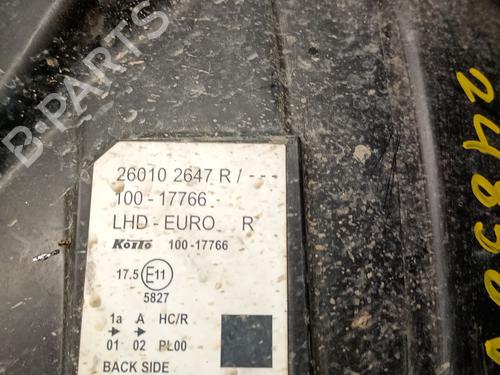 B-PARTS
26010 2647 R / ---
100 - 17766
LHD - EURO R
Koito 100-17766
17.5 E11
5827
1a A HC/R
01 02 PL00
BACK SIDE